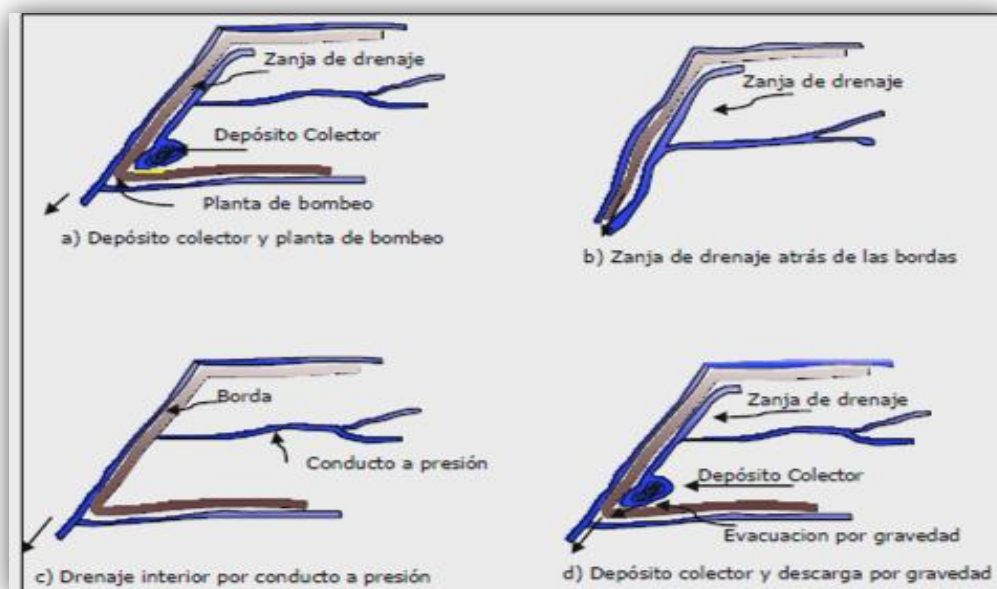 Zanja de drenaje
Depósito Colector
Planta de bombeo
a) Depósito colector y planta de bombeo
Zanja de drenaje
b) Zanja de drenaje atrás de las bordas
Borda
Conducto a presión
c) Drenaje interior por conducto a presión
Zanja de drenaje
Depósito Colector
Evacuacion por gravedad
d) Depósito colector y descarga por gravedad